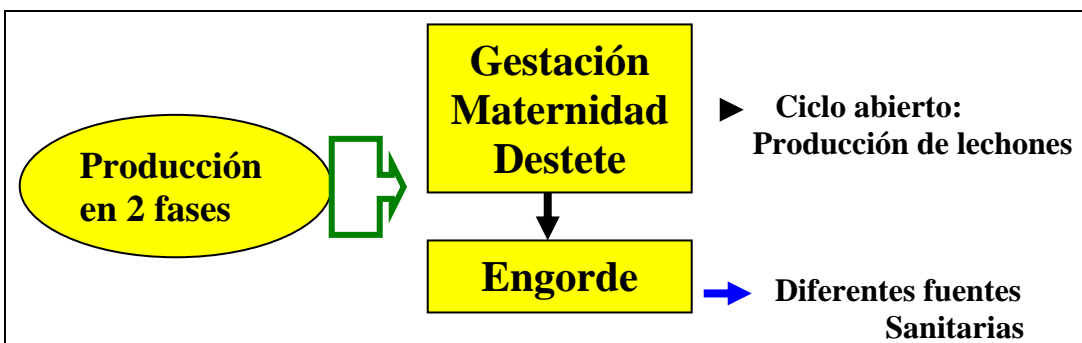 Producción
en 2 fases
Gestación
Maternidad
Destete
Ciclo abierto:
Producción de lechones
Engorde
Diferentes fuentes
Sanitarias